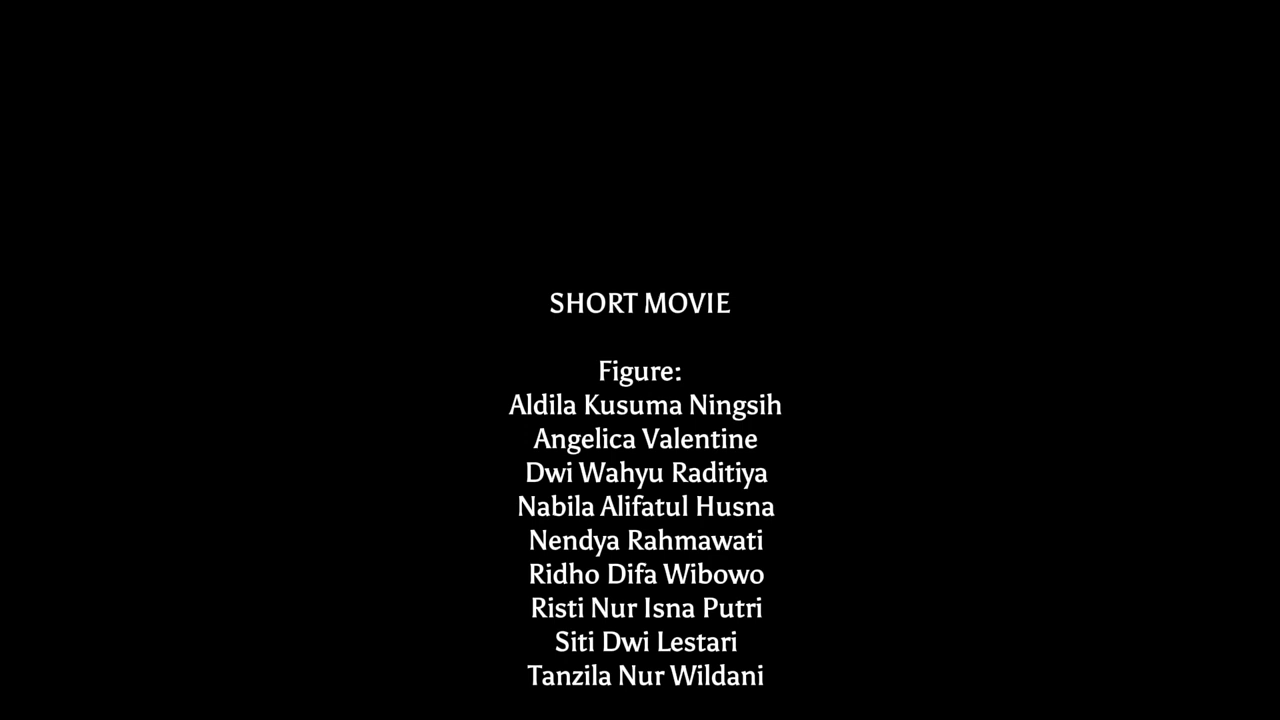 SHORT MOVIE
Figure:
Aldila Kusuma Ningsih
Angelica Valentine
Dwi Wahyu Raditiya
Nabila Alifatul Husna
Nendya Rahmawati
Ridho Difa Wibowo
Risti Nur Isna Putri
Siti Dwi Lestari
Tanzila Nur Wildani